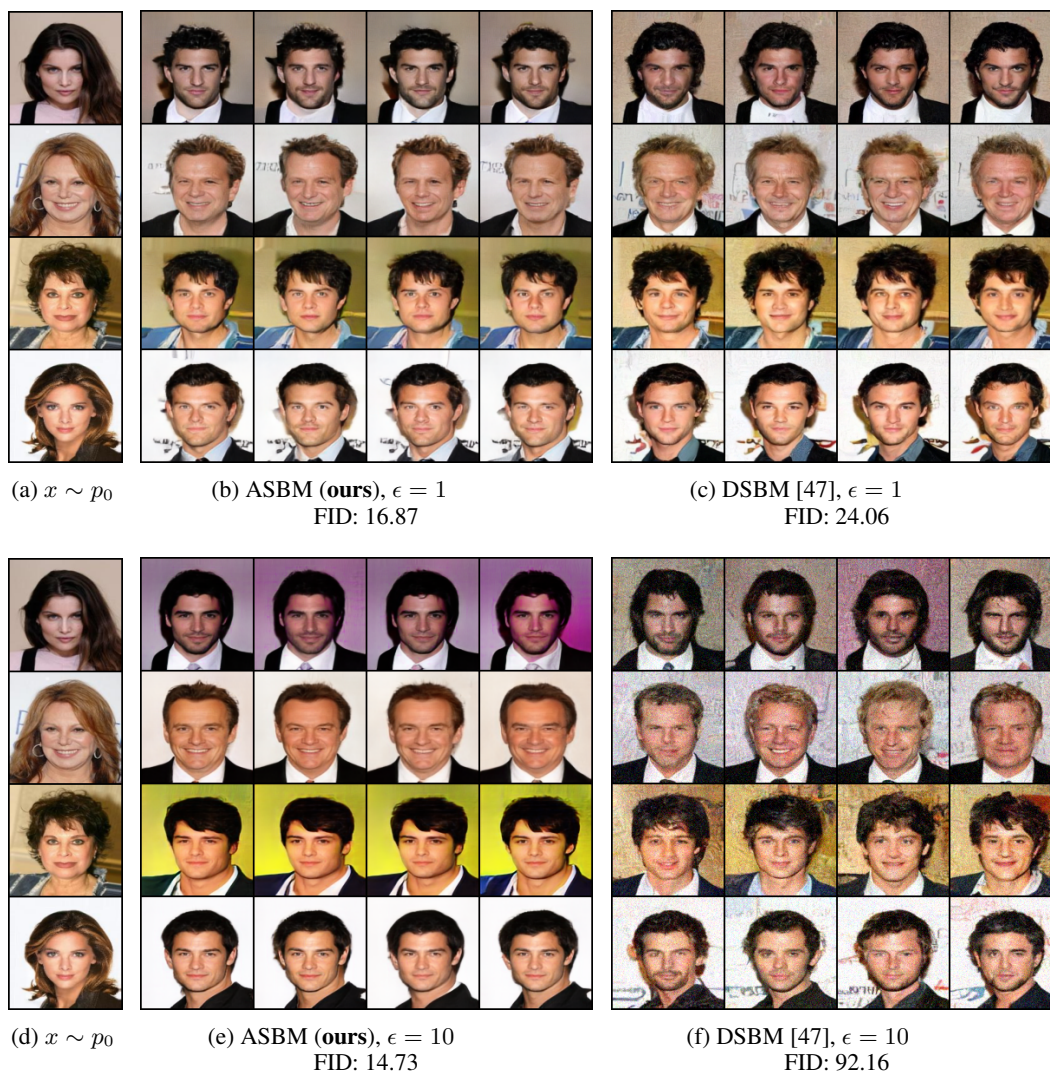 (a) x ∼ p₀
(b) ASBM (ours), ϵ = 1
FID: 16.87
(c) DSBM [47], ϵ = 1
FID: 24.06
(d) x ∼ p₀
(e) ASBM (ours), ϵ = 10
FID: 14.73
(f) DSBM [47], ϵ = 10
FID: 92.16